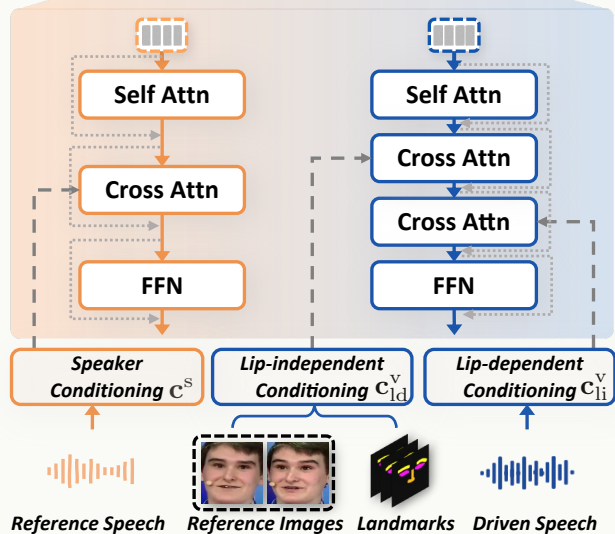 Self Attn
Cross Attn
FFN
Self Attn
Cross Attn
Cross Attn
FFN
Speaker
Conditioning c^s
Lip-independent
Conditioning c^v_ld
Lip-dependent
Conditioning c^v_li
Reference Speech
Reference Images
Landmarks
Driven Speech